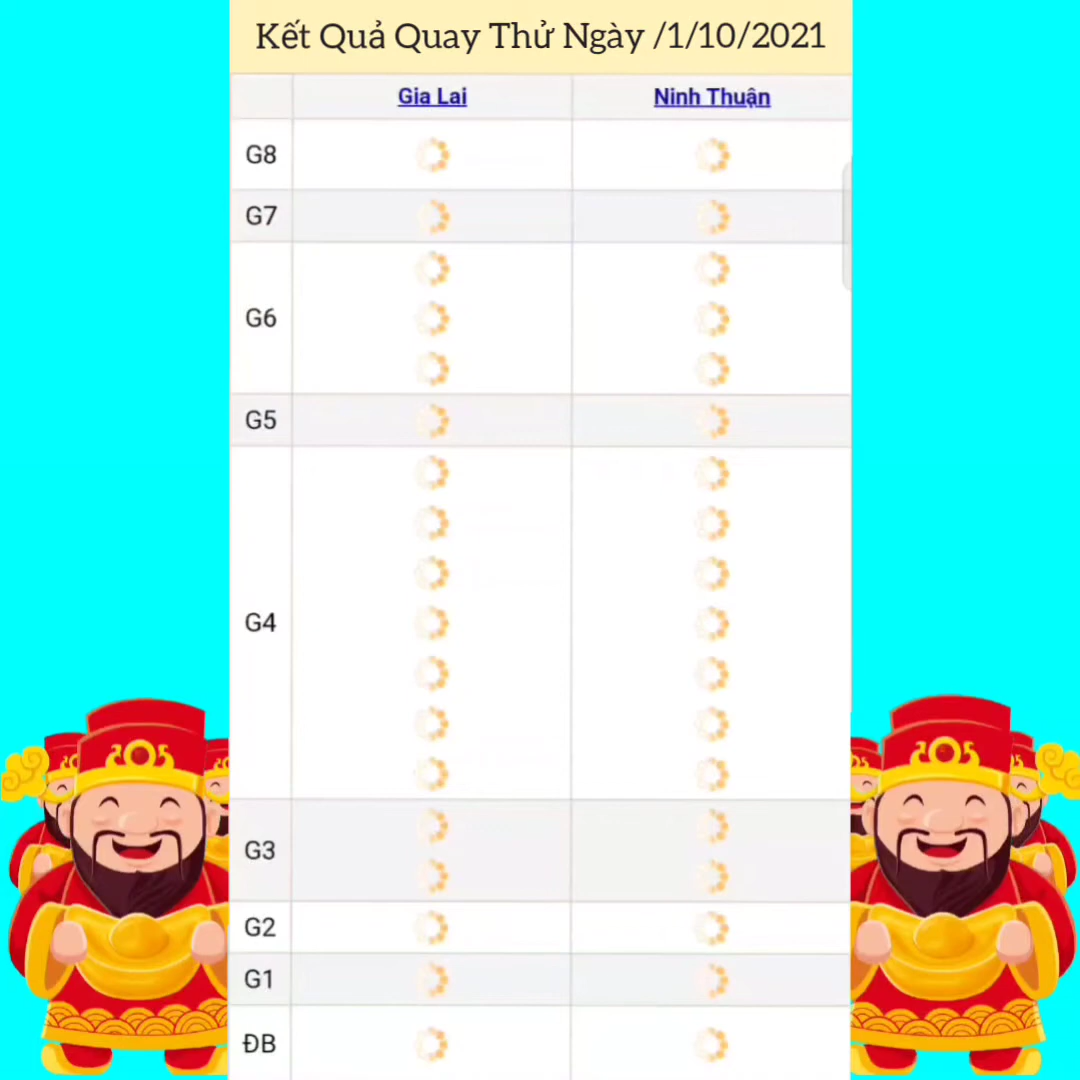 Kết Quả Quay Thử Ngày /1/10/2021
Gia Lai Ninh Thuận
G8
G7
G6
G5
G4
G3
G2
G1
ĐB